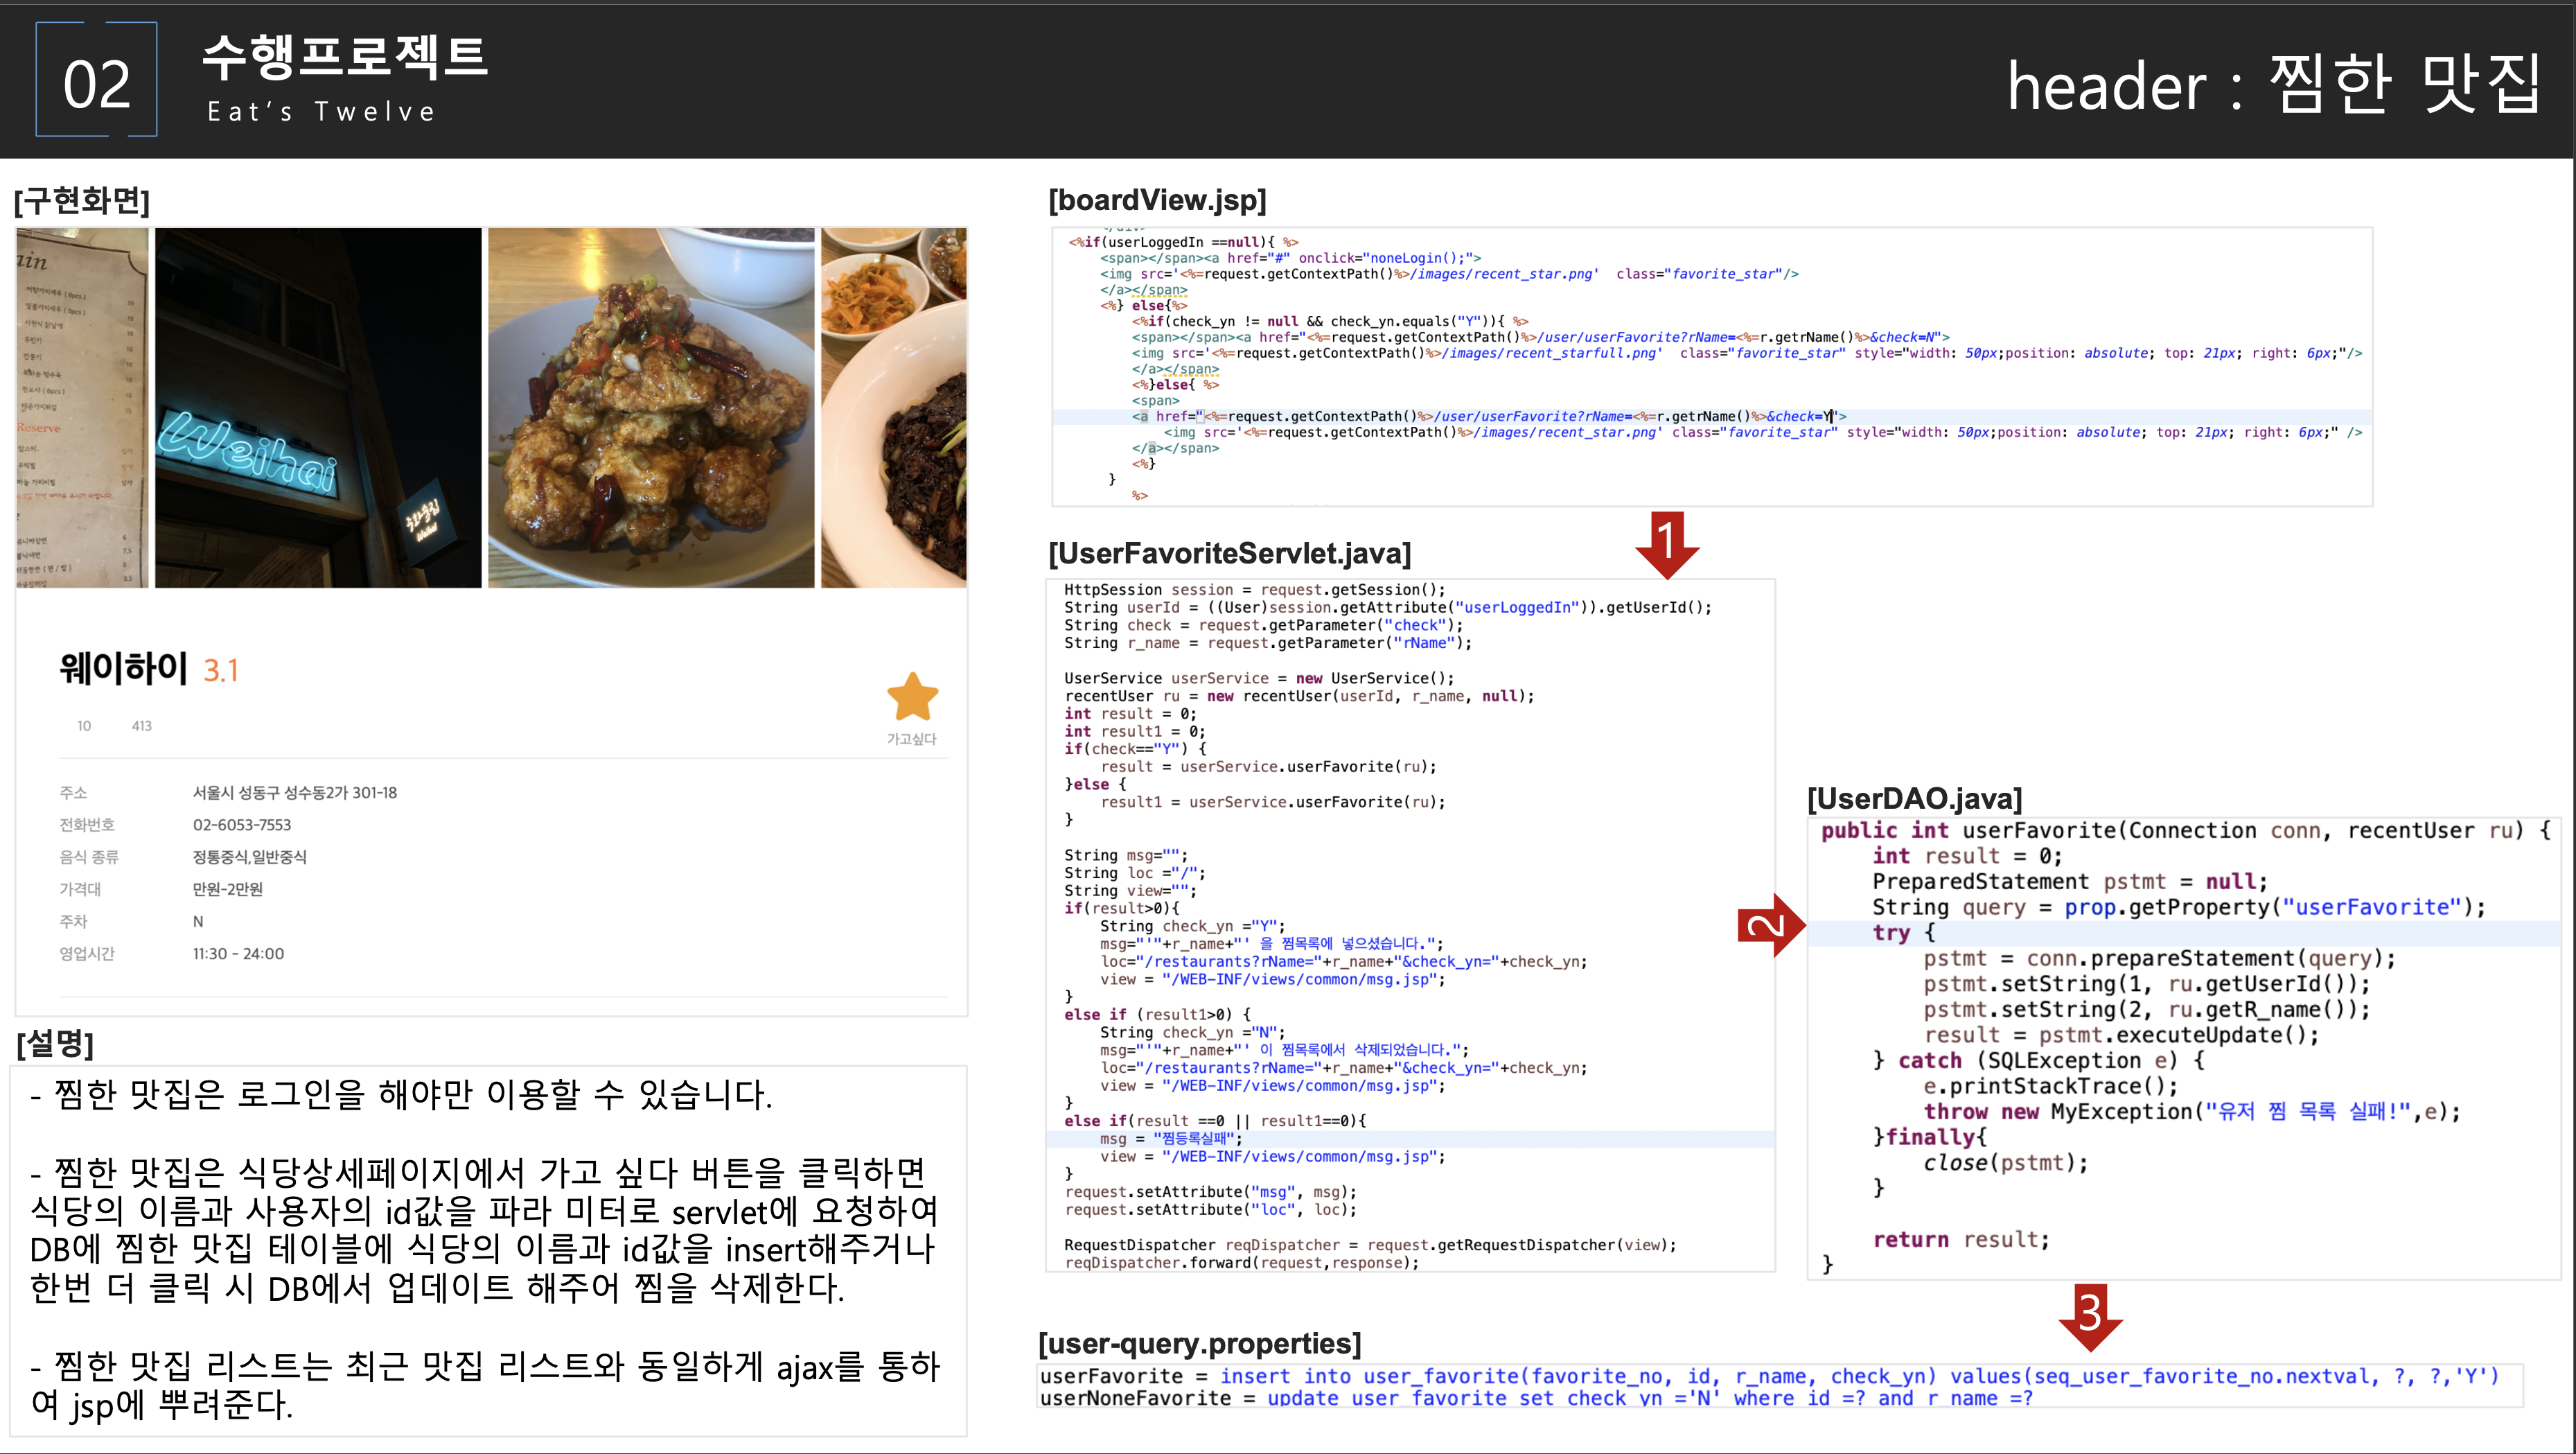 02
수행프로젝트
Eat's Twelve
header : 찜한 맛집
[구현화면]
Reserve
Weihai
Weihai
웨이하이 3.1
10 413
가고싶다
주소 서울시 성동구 성수동2가 301-18
전화번호 02-6053-7553
음식 종류 정통중식,일반중식
가격대 만원-2만원
주차 N
영업시간 11:30 - 24:00
[설명]
- 찜한 맛집은 로그인을 해야만 이용할 수 있습니다.
- 찜한 맛집은 식당상세페이지에서 가고 싶다 버튼을 클릭하면
식당의 이름과 사용자의 id값을 파라 미터로 servlet에 요청하여
DB에 찜한 맛집 테이블에 식당의 이름과 id값을 insert해주거나
한번 더 클릭 시 DB에서 업데이트 해주어 찜을 삭제한다.
- 찜한 맛집 리스트는 최근 맛집 리스트와 동일하게 ajax를 통하
여 jsp에 뿌려준다.
[boardView.jsp]
<%if(userLoggedIn ==null){ %>
<span></span><a href="#" onclick="noneLogin();">
<img src='<%=request.getContextPath()%>/images/recent_star.png'  class="favorite_star"/>
</a></span>
<%} else{%>
<%if(check_yn != null && check_yn.equals("Y")){ %>
<span></span><a href="<%=request.getContextPath()%>/user/userFavorite?rName=<%=r.getrName()%>&check=N">
<img src='<%=request.getContextPath()%>/images/recent_starfull.png'  class="favorite_star" style="width: 50px;position: absolute; top: 21px; right: 6px;"/>
</a></span>
<%}else{ %>
<span>
<a href="<%=request.getContextPath()%>/user/userFavorite?rName=<%=r.getrName()%>&check=Y">
<img src='<%=request.getContextPath()%>/images/recent_star.png' class="favorite_star" style="width: 50px;position: absolute; top: 21px; right: 6px;" />
</a></span>
<%}
}
%>
1
[UserFavoriteServlet.java]
HttpSession session = request.getSession();
String userId = ((User)session.getAttribute("userLoggedIn")).getUserId();
String check = request.getParameter("check");
String r_name = request.getParameter("rName");
UserService userService = new UserService();
recentUser ru = new recentUser(userId, r_name, null);
int result = 0;
int result1 = 0;
if(check=="Y") {
result = userService.userFavorite(ru);
}else {
result1 = userService.userFavorite(ru);
}
String msg="";
String loc ="/";
String view="";
if(result>0){
String check_yn ="Y";
msg="'"+r_name+"' 을 찜목록에 넣으셨습니다.";
loc="/restaurants?rName="+r_name+"&check_yn="+check_yn;
view = "/WEB-INF/views/common/msg.jsp";
}
else if (result1>0) {
String check_yn ="N";
msg="'"+r_name+"' 이 찜목록에서 삭제되었습니다.";
loc="/restaurants?rName="+r_name+"&check_yn="+check_yn;
view = "/WEB-INF/views/common/msg.jsp";
}
else if(result ==0 || result1==0){
msg = "찜등록실패";
view = "/WEB-INF/views/common/msg.jsp";
}
request.setAttribute("msg", msg);
request.setAttribute("loc", loc);
RequestDispatcher reqDispatcher = request.getRequestDispatcher(view);
reqDispatcher.forward(request,response);
2
[UserDAO.java]
public int userFavorite(Connection conn, recentUser ru) {
int result = 0;
PreparedStatement pstmt = null;
String query = prop.getProperty("userFavorite");
try {
pstmt = conn.prepareStatement(query);
pstmt.setString(1, ru.getUserId());
pstmt.setString(2, ru.getR_name());
result = pstmt.executeUpdate();
} catch (SQLException e) {
e.printStackTrace();
throw new MyException("유저 찜 목록 실패!",e);
}finally{
close(pstmt);
}
return result;
}
3
[user-query.properties]
userFavorite = insert into user_favorite(favorite_no, id, r_name, check_yn) values(seq_user_favorite_no.nextval, ?, ?,'Y')
userNoneFavorite = update user_favorite set check_yn ='N' where id =? and r_name =?